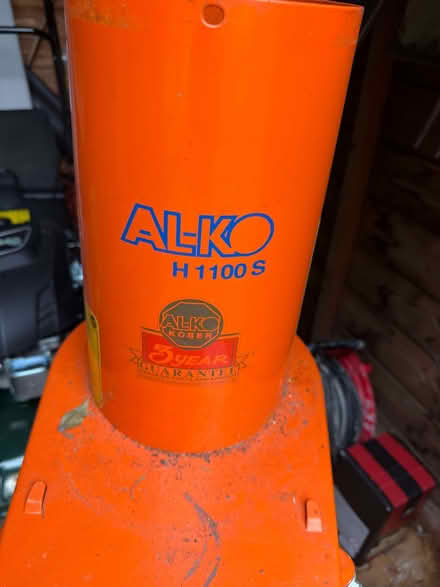 AL-KO
H 1100 S
AL-KO
KOBER
5 YEAR
GUARANTEE